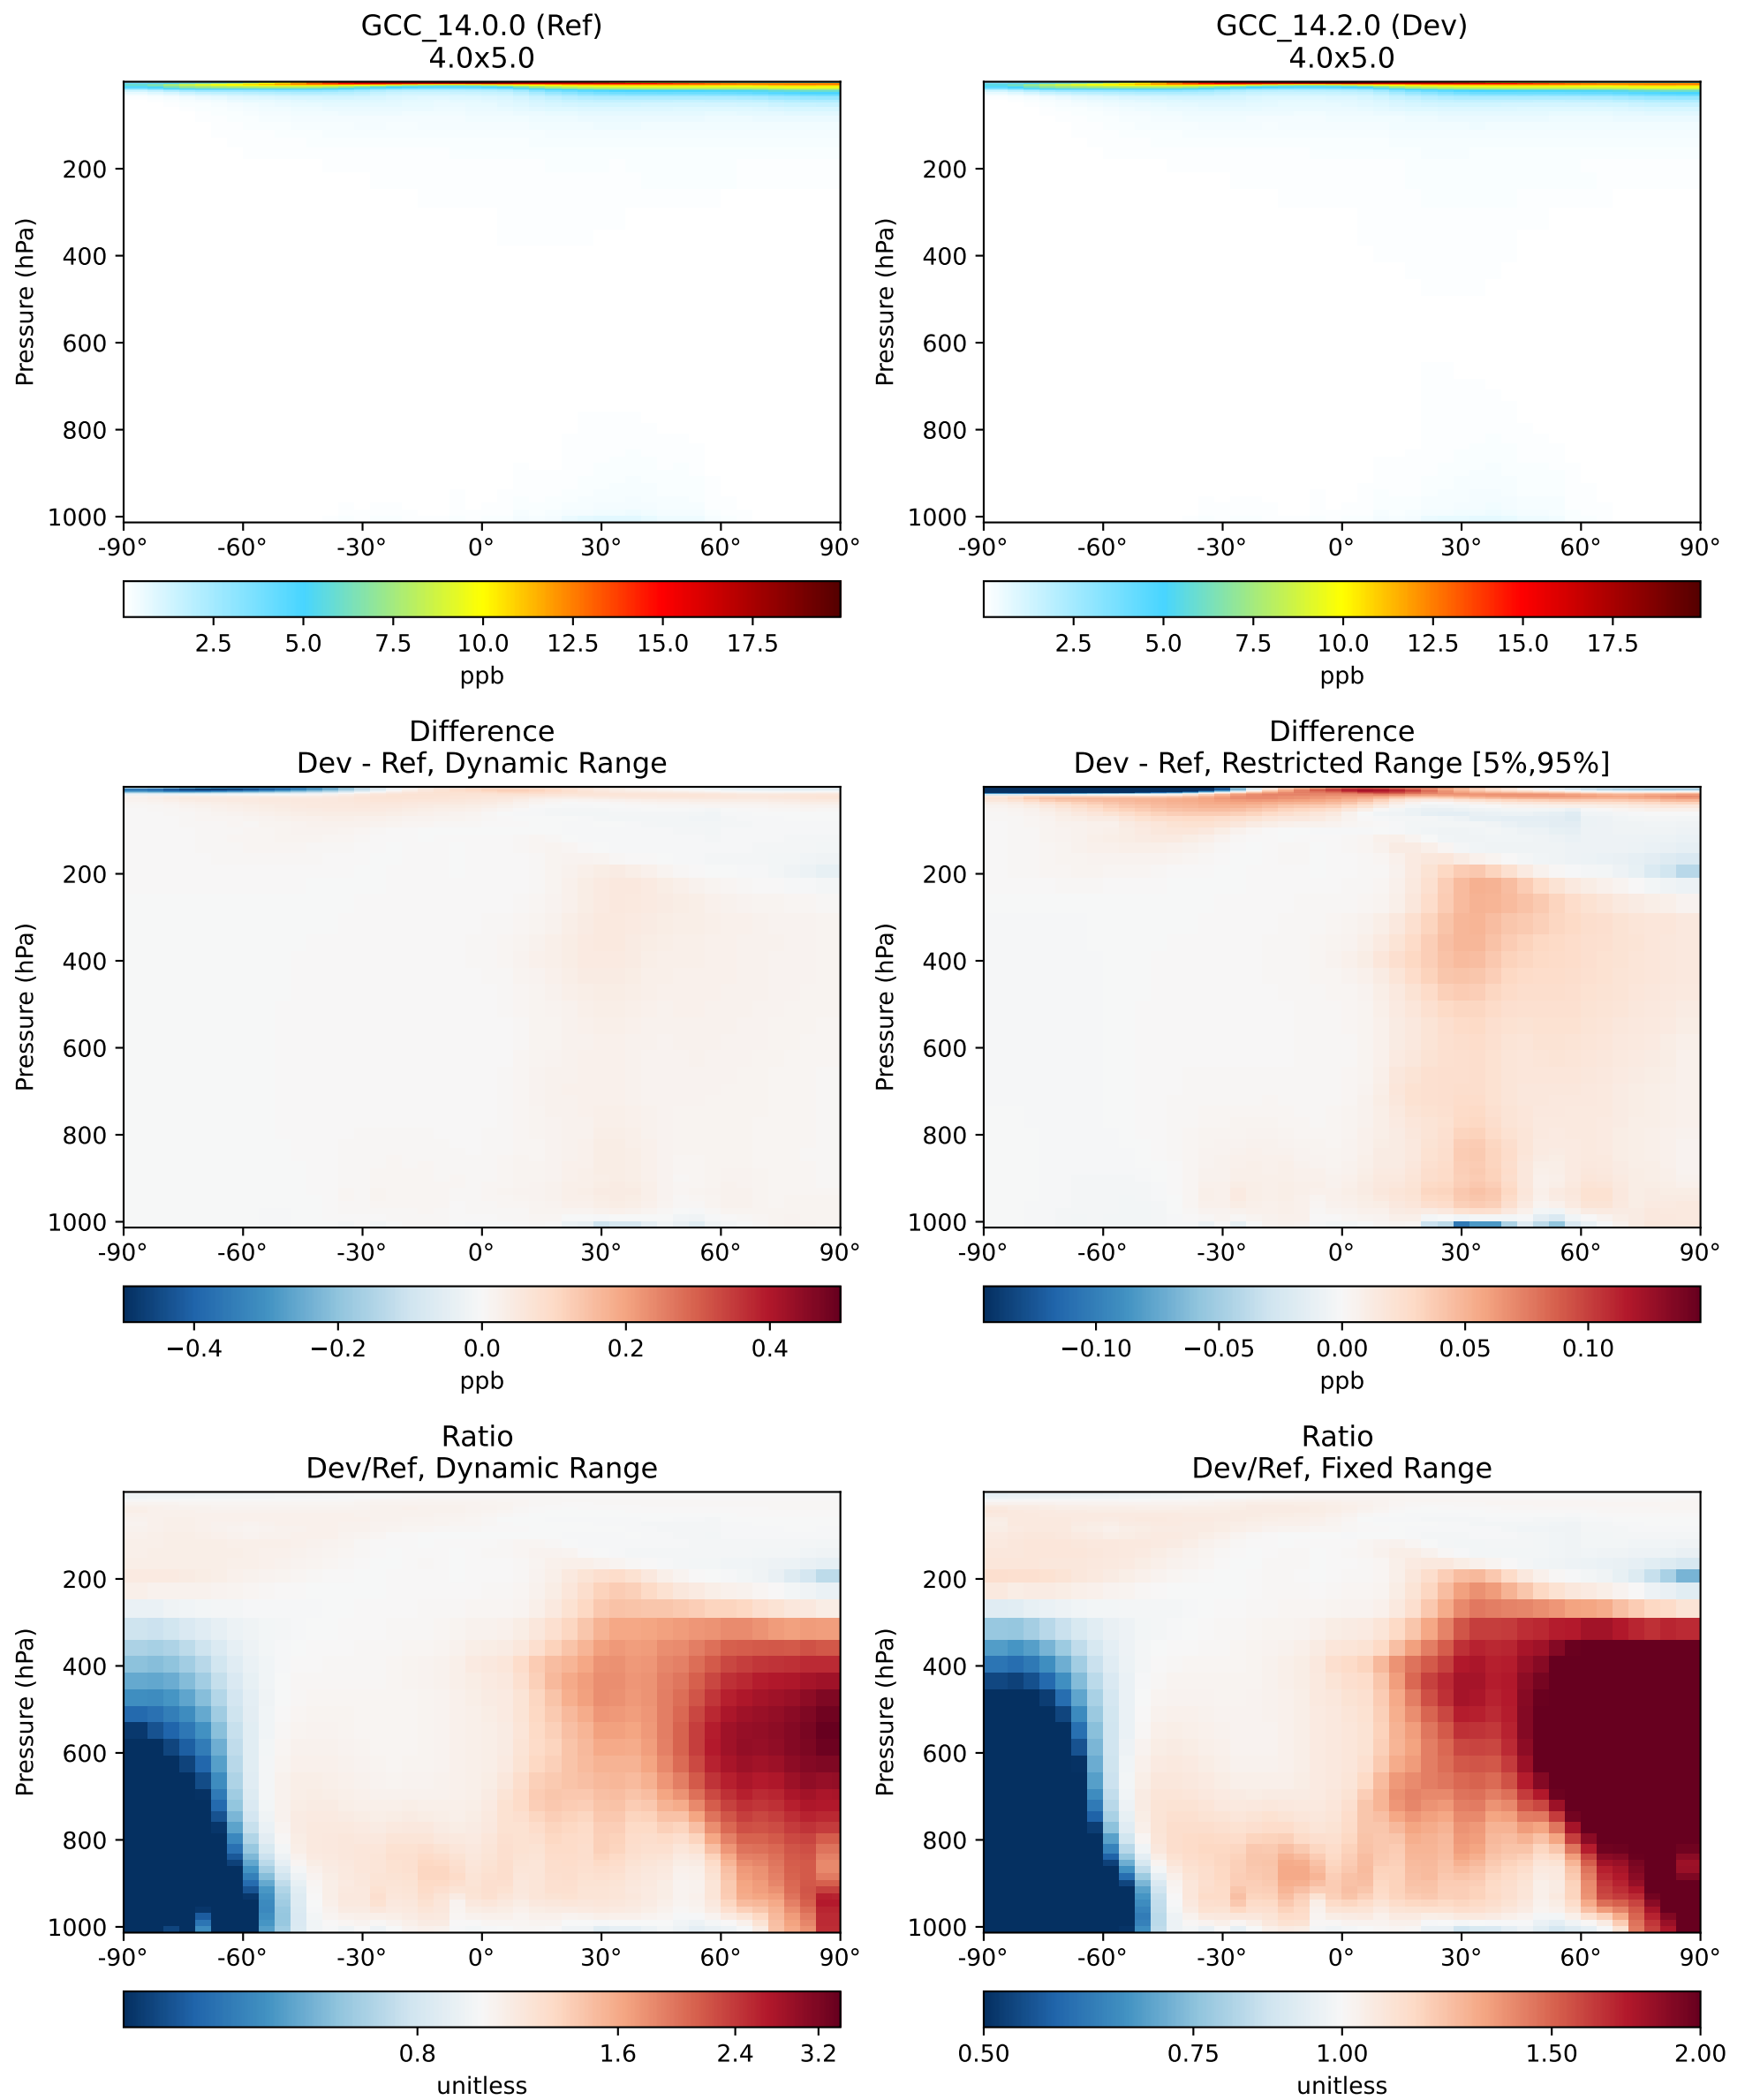 GCC_14.0.0 (Ref)
4.0x5.0
Pressure (hPa)
200
400
600
800
1000
-90° -60° -30° 0° 30° 60° 90°
2.5 5.0 7.5 10.0 12.5 15.0 17.5
ppb
GCC_14.2.0 (Dev)
4.0x5.0
Pressure (hPa)
200
400
600
800
1000
-90° -60° -30° 0° 30° 60° 90°
2.5 5.0 7.5 10.0 12.5 15.0 17.5
ppb
Difference
Dev - Ref, Dynamic Range
Pressure (hPa)
200
400
600
800
1000
-90° -60° -30° 0° 30° 60° 90°
−0.4 −0.2 0.0 0.2 0.4
ppb
Difference
Dev - Ref, Restricted Range [5%,95%]
Pressure (hPa)
200
400
600
800
1000
-90° -60° -30° 0° 30° 60° 90°
−0.10 −0.05 0.00 0.05 0.10
ppb
Ratio
Dev/Ref, Dynamic Range
Pressure (hPa)
200
400
600
800
1000
-90° -60° -30° 0° 30° 60° 90°
0.8 1.6 2.4 3.2
unitless
Ratio
Dev/Ref, Fixed Range
Pressure (hPa)
200
400
600
800
1000
-90° -60° -30° 0° 30° 60° 90°
0.50 0.75 1.00 1.50 2.00
unitless